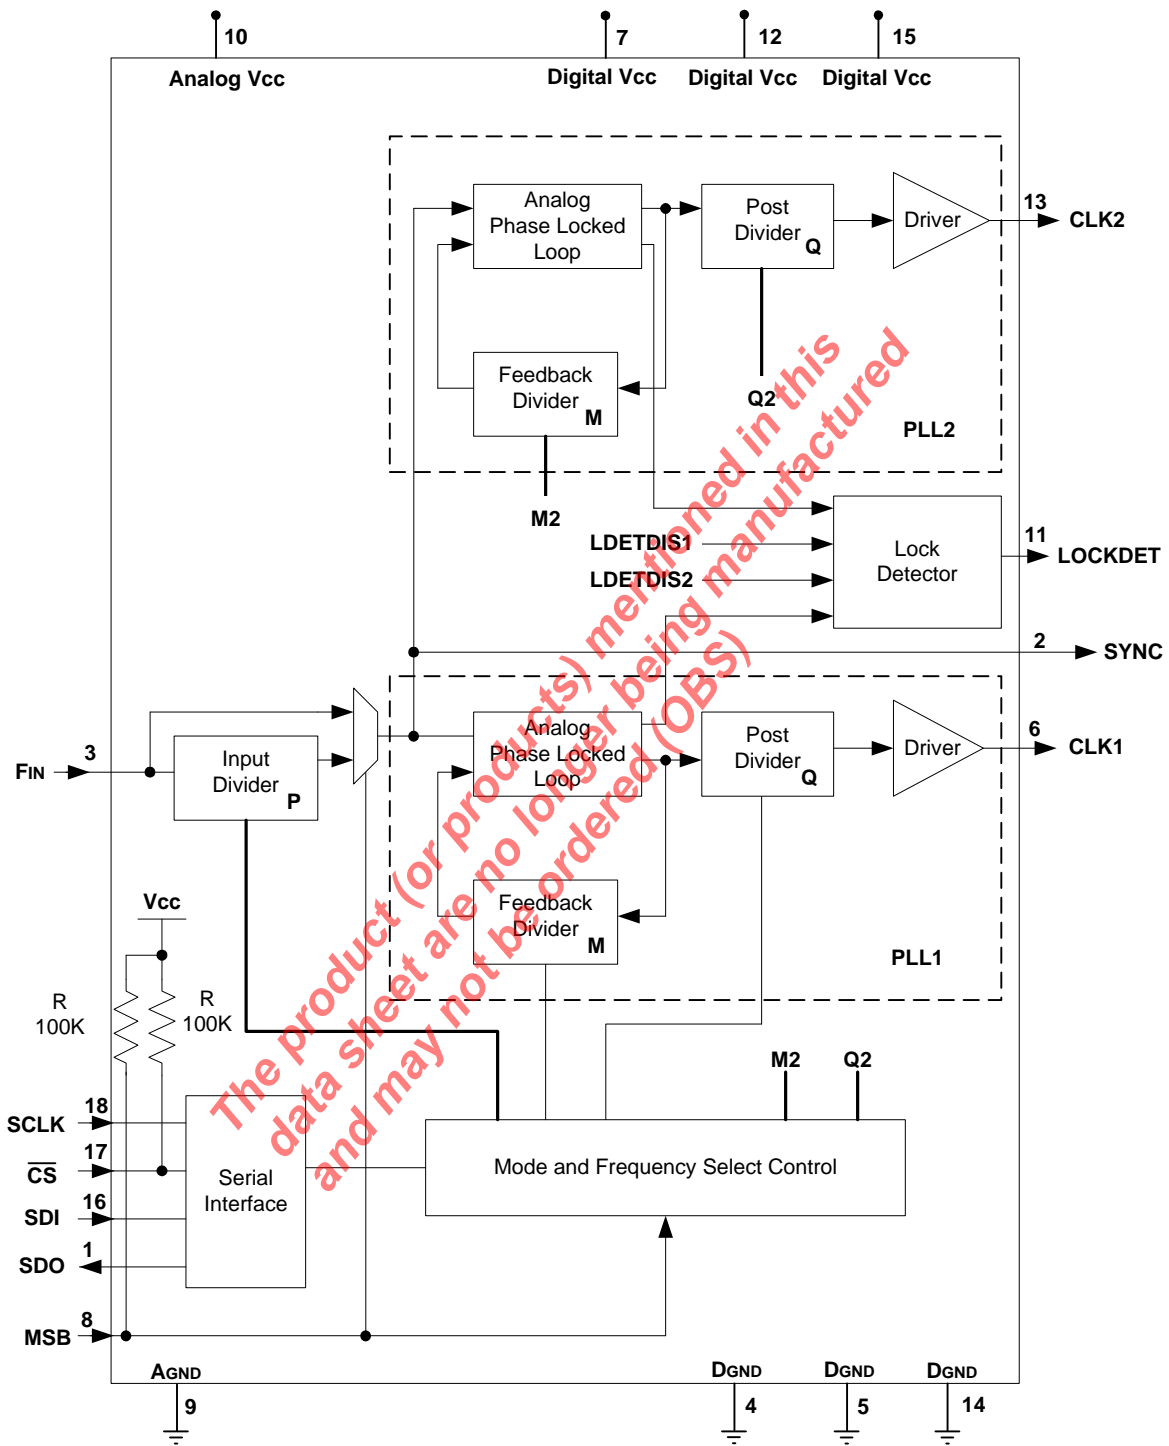 10
7
12
15
Analog Vcc
Digital Vcc
Digital Vcc
Digital Vcc
Analog
Phase Locked
Loop
Post
Divider
Q
Driver
13
CLK2
Feedback
Divider
M
Q2
PLL2
M2
LDETDIS1
LDETDIS2
Lock
Detector
11
LOCKDET
2
SYNC
FIN
3
Input
Divider
P
Analog
Phase Locked
Loop
Post
Divider
Q
Driver
6
CLK1
Feedback
Divider
M
PLL1
Vcc
R
100K
R
100K
M2
Q2
SCLK
18
CS
17
SDI
16
SDO
1
MSB
8
Serial
Interface
Mode and Frequency Select Control
AGND
9
DGND
4
DGND
5
DGND
14
The product (or products) mentioned in this
data sheet are no longer being manufactured
and may not be ordered (OBS)